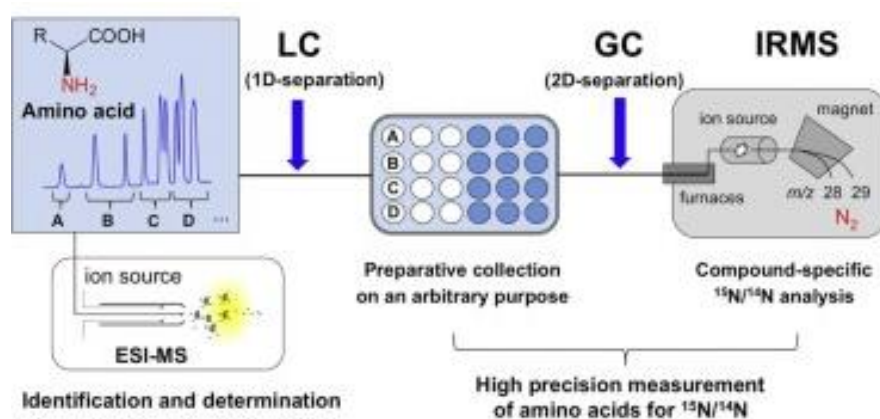 R
COOH
NH2
Amino acid
A
B
C
D
...
LC
(1D-separation)
A
B
C
D
GC
(2D-separation)
IRMS
magnet
ion source
furnaces
m/z 28 29
N2
ion source
ESI-MS
Identification and determination
Preparative collection
on an arbitrary purpose
Compound-specific
¹⁵N/¹⁴N analysis
High precision measurement
of amino acids for ¹⁵N/¹⁴N